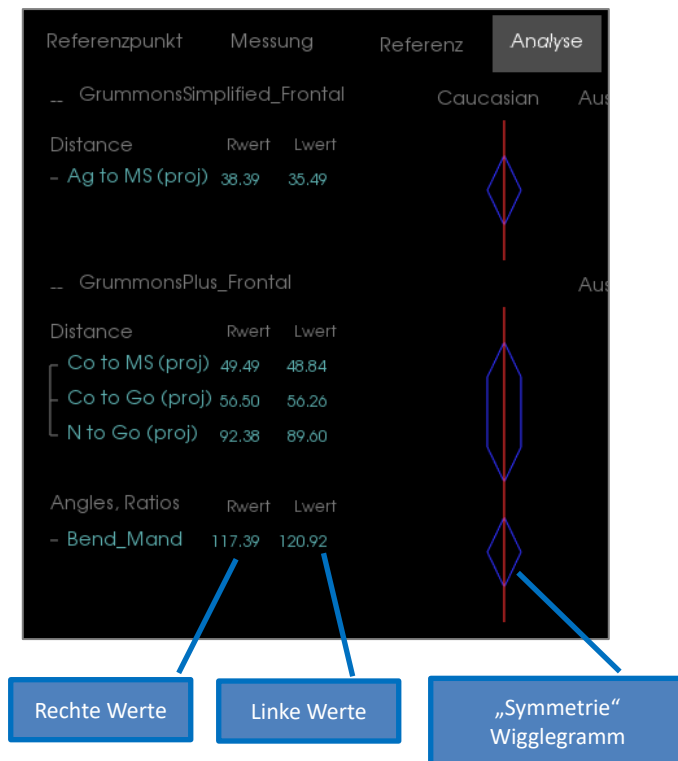 Referenzpunkt Messung Referenz Analyse
-- GrummonsSimplified_Frontal Caucasian Aus
Distance Rwert Lwert
- Ag to MS (proj) 38.39 35.49
-- GrummonsPlus_Frontal Aus
Distance Rwert Lwert
Co to MS (proj) 49.49 48.84
Co to Go (proj) 56.50 56.26
N to Go (proj) 92.38 89.60
Angles, Ratios Rwert Lwert
- Bend_Mand 117.39 120.92
Rechte Werte Linke Werte „Symmetrie“
Wigglegramm